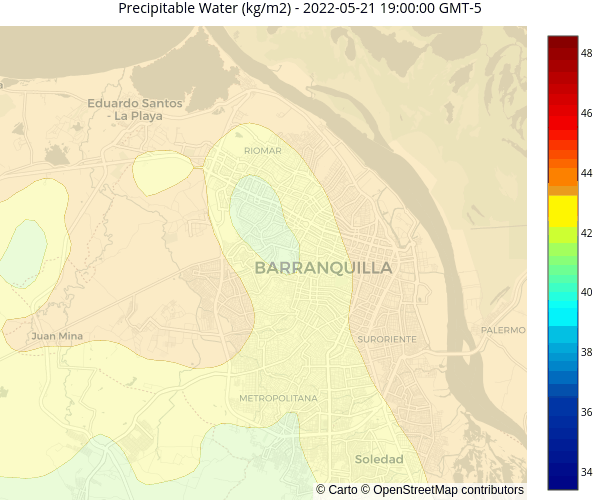 Precipitable Water (kg/m2) - 2022-05-21 19:00:00 GMT-5
48
Eduardo Santos
- La Playa
46
RIOMAR
44
42
BARRANQUILLA
40
PALERMO
Juan Mina
SURORIENTE
38
METROPOLITANA
36
Soledad
34
© Carto © OpenStreetMap contributors